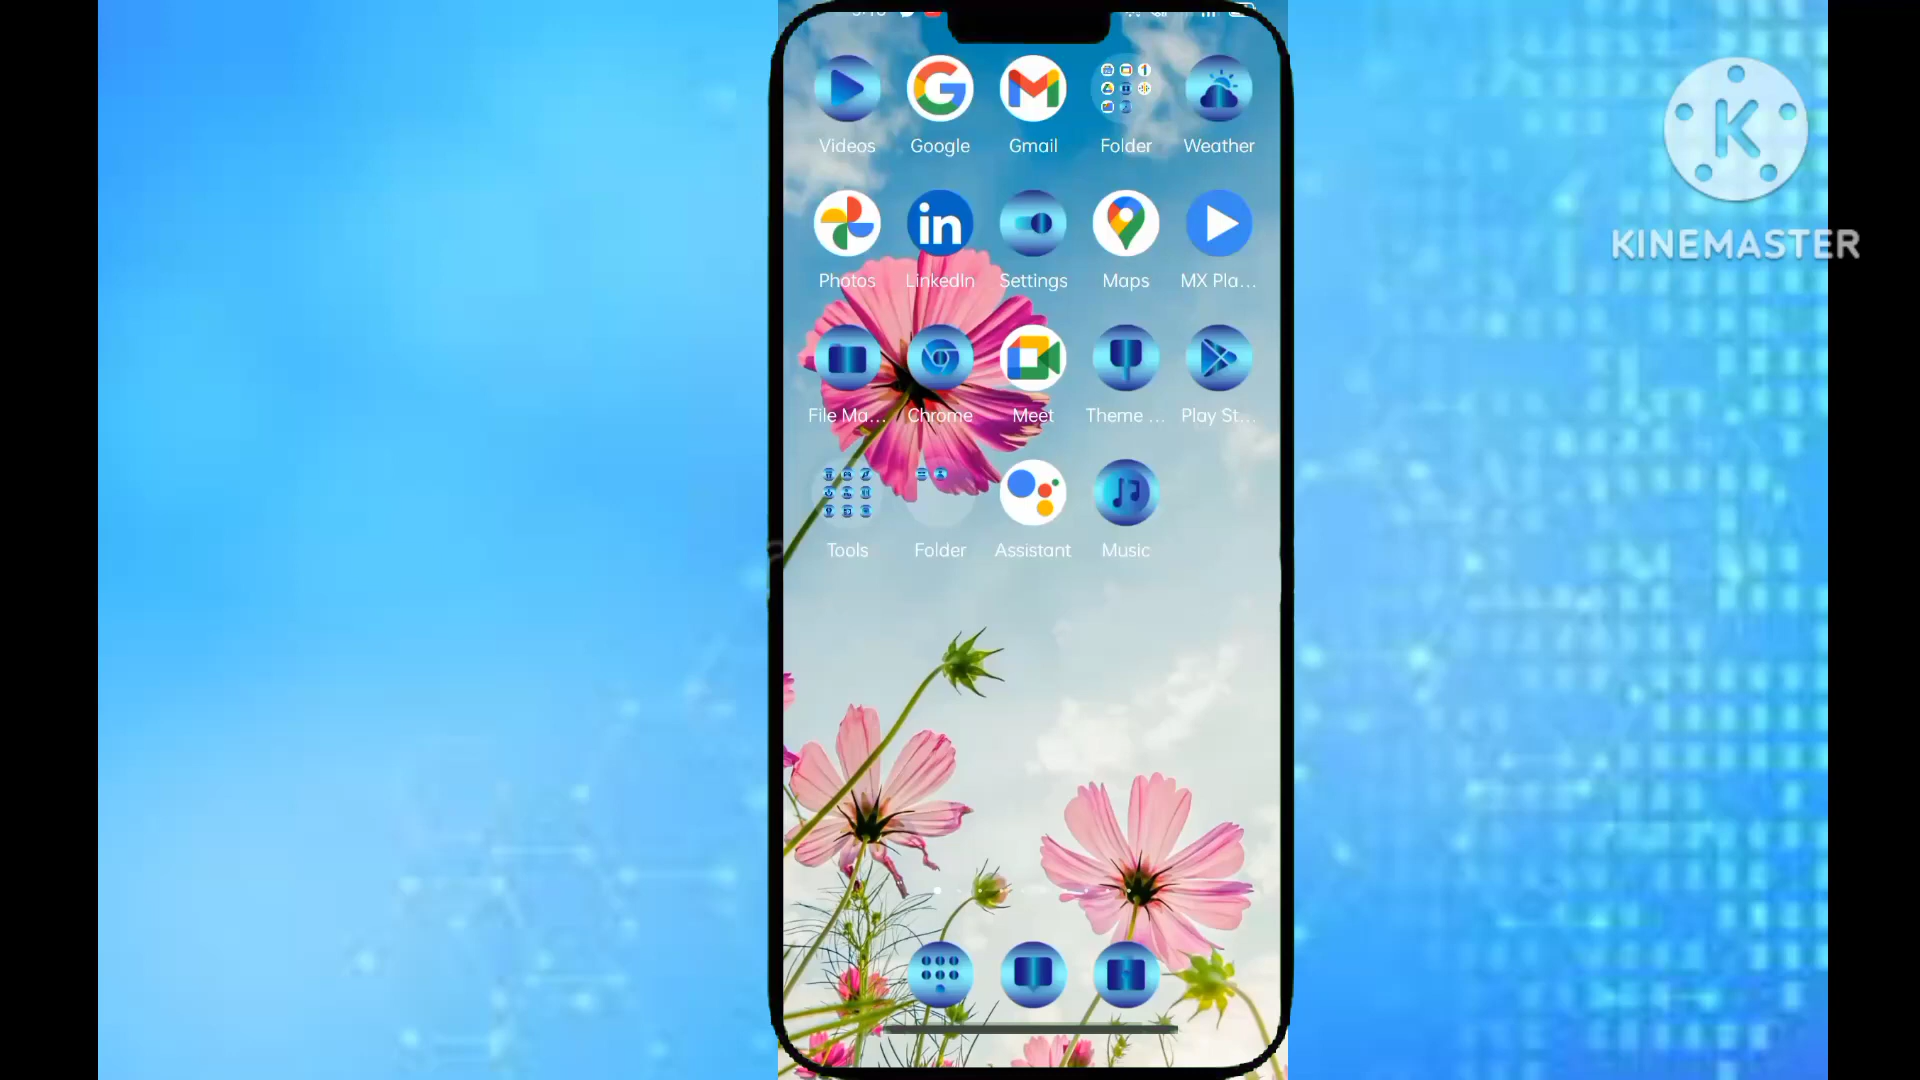 Videos Google Gmail Folder Weather
Photos LinkedIn Settings Maps MX Pla...
File Ma... Chrome Meet Theme ... Play St...
Tools Folder Assistant Music
K
KINEMASTER